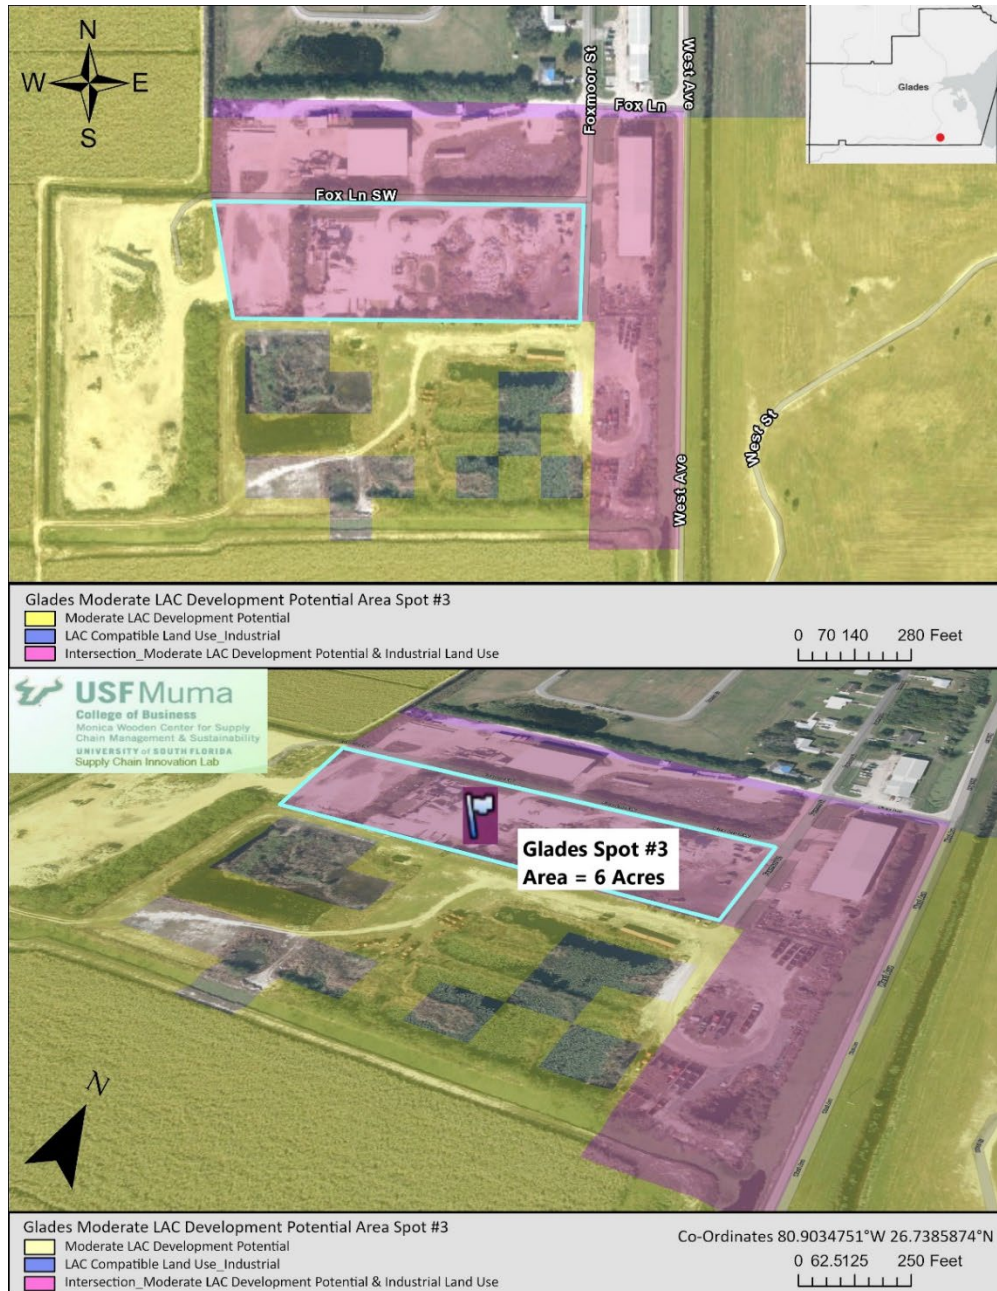 N
W E
S
Foxmoor St
West Ave
Fox Ln
Glades
Fox Ln SW
West St
West Ave
Glades Moderate LAC Development Potential Area Spot #3
Moderate LAC Development Potential
LAC Compatible Land Use_Industrial
Intersection_Moderate LAC Development Potential & Industrial Land Use
0 70 140 280 Feet
USF Muma
College of Business
Monica Wooden Center for Supply
Chain Management & Sustainability
UNIVERSITY of SOUTH FLORIDA
Supply Chain Innovation Lab
Glades Spot #3
Area = 6 Acres
N
Glades Moderate LAC Development Potential Area Spot #3
Moderate LAC Development Potential
LAC Compatible Land Use_Industrial
Intersection_Moderate LAC Development Potential & Industrial Land Use
Co-Ordinates 80.9034751°W 26.7385874°N
0 62.5125 250 Feet